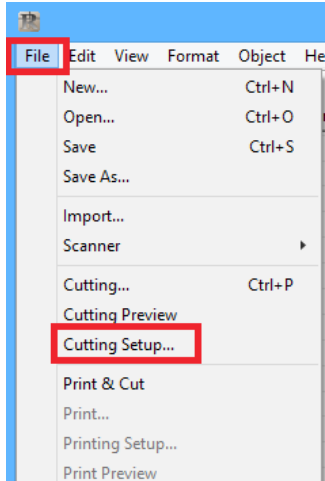 File Edit View Format Object He
New... Ctrl+N
Open... Ctrl+O
Save Ctrl+S
Save As...
Import...
Scanner
Cutting... Ctrl+P
Cutting Preview
Cutting Setup...
Print & Cut
Print...
Printing Setup...
Print Preview